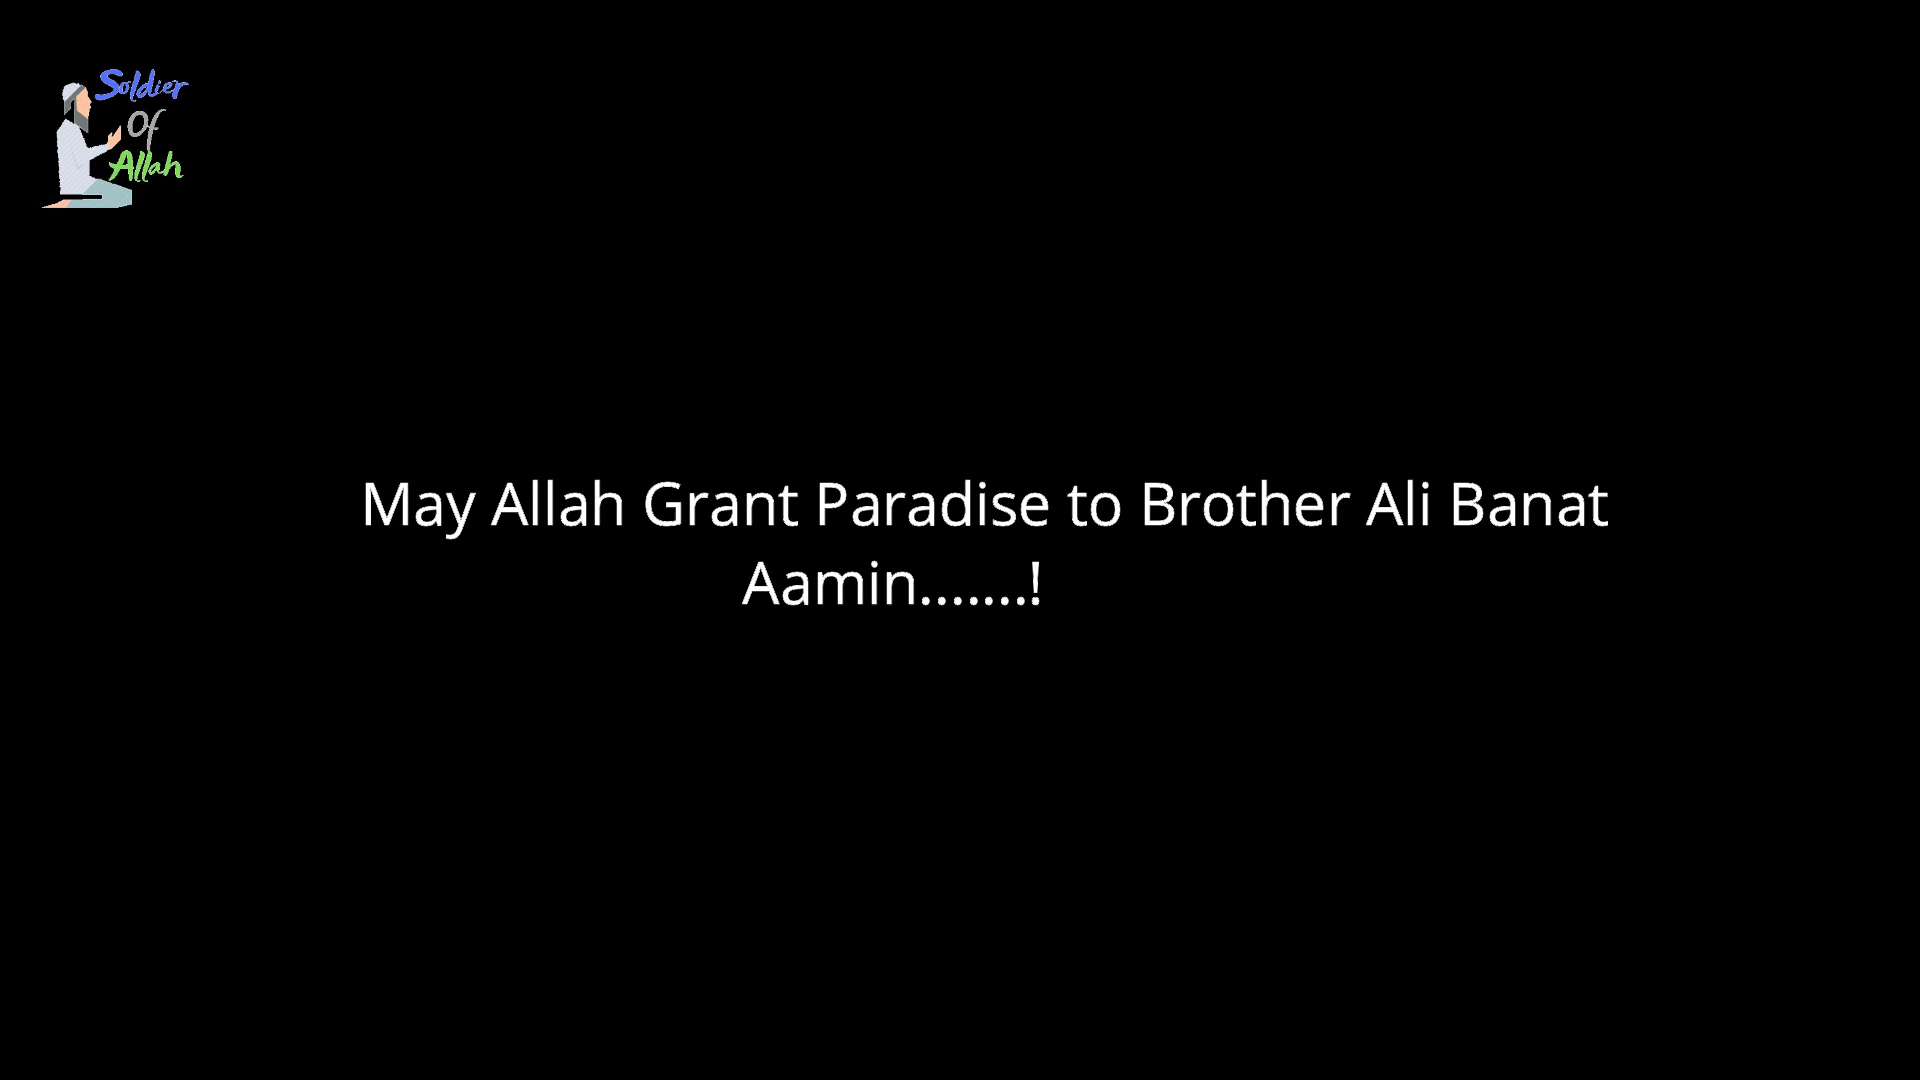 Soldier
Of
Allah
May Allah Grant Paradise to Brother Ali Banat
Aamin.......!